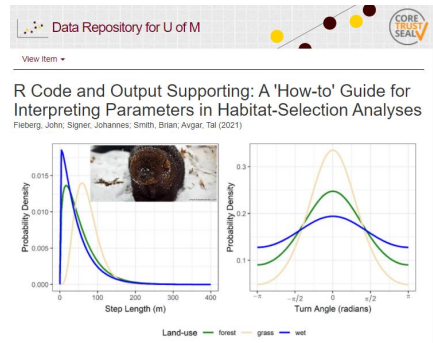 Data Repository for U of M
CORE
TRUST
SEAL
View Item
R Code and Output Supporting: A 'How-to' Guide for
Interpreting Parameters in Habitat-Selection Analyses
Fieberg, John; Signer, Johannes; Smith, Brian; Avgar, Tal (2021)
Probability Density
0.015
0.010
0.005
0.000
0
100
200
300
400
Step Length (m)
Probability Density
0.3
0.2
0.1
−π
−π/2
0
π/2
π
Turn Angle (radians)
Land-use forest grass wet